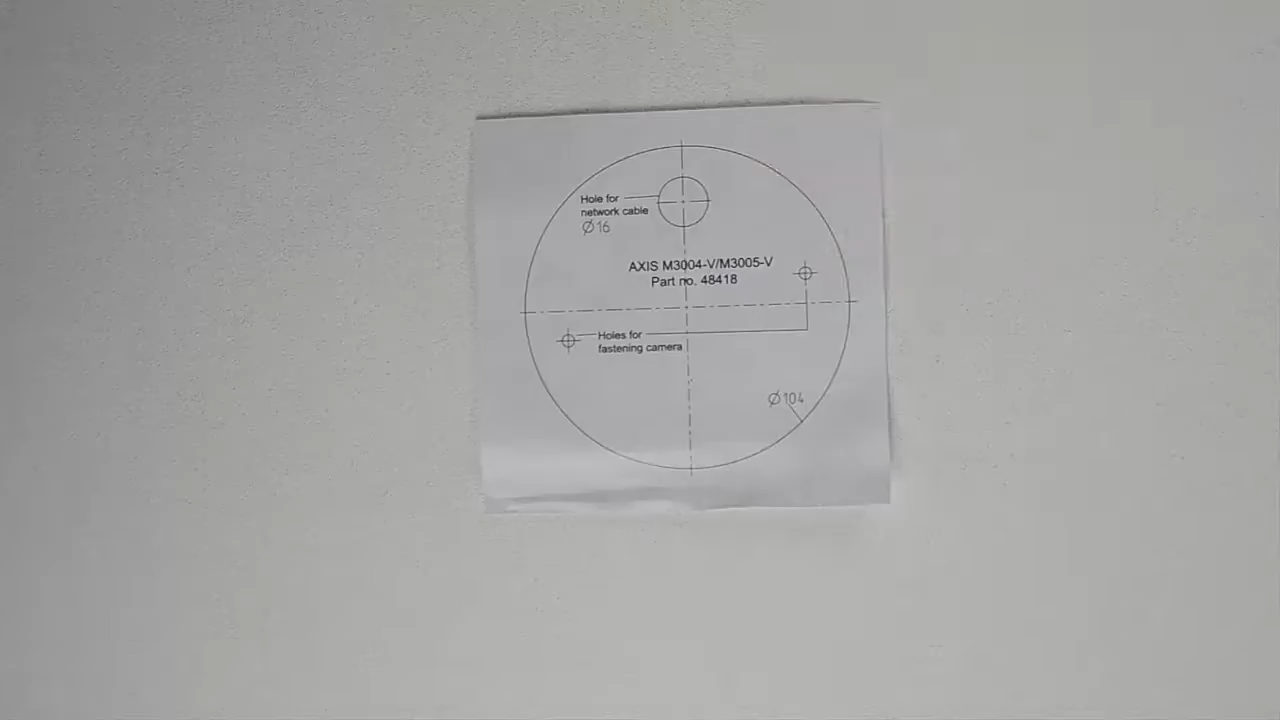 Hole for
network cable
Ø16
AXIS M3004-V/M3005-V
Part no. 48418
Holes for
fastening camera
Ø104